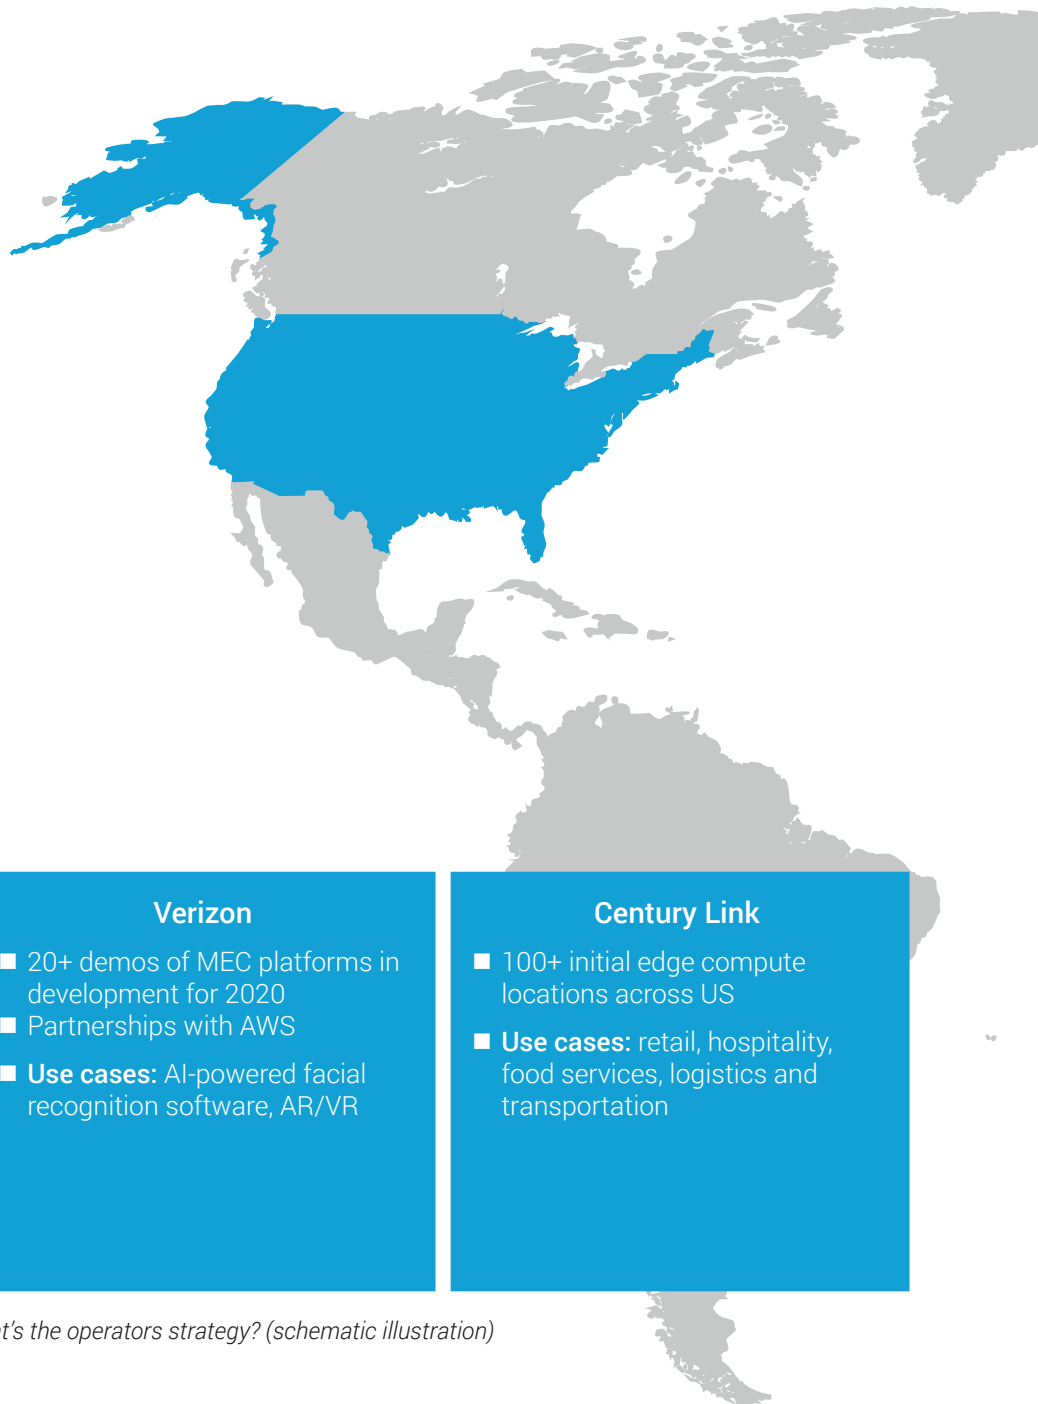 Verizon
■ 20+ demos of MEC platforms in
development for 2020
■ Partnerships with AWS
■ Use cases: AI-powered facial
recognition software, AR/VR
Century Link
■ 100+ initial edge compute
locations across US
■ Use cases: retail, hospitality,
food services, logistics and
transportation
t's the operators strategy? (schematic illustration)